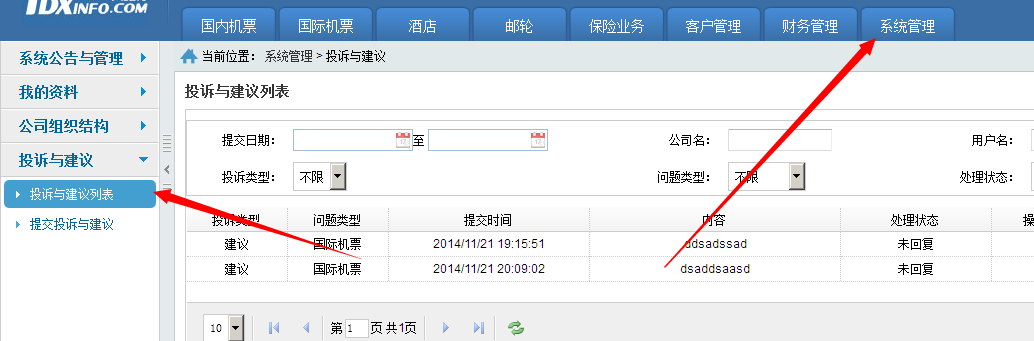 TDXINFO.COM
国内机票 国际机票 酒店 邮轮 保险业务 客户管理 财务管理 系统管理
系统公告与管理
我的资料
公司组织结构
投诉与建议
投诉与建议列表
提交投诉与建议
当前位置: 系统管理 > 投诉与建议
投诉与建议列表
提交日期: 至 公司名: 用户名:
投诉类型: 不限 问题类型: 不限 处理状态:
投诉类型 问题类型 提交时间 内容 处理状态
建议 国际机票 2014/11/21 19:15:51 ddsadssad 未回复
建议 国际机票 2014/11/21 20:09:02 dsaddsaasd 未回复
10 第 1 页 共1页